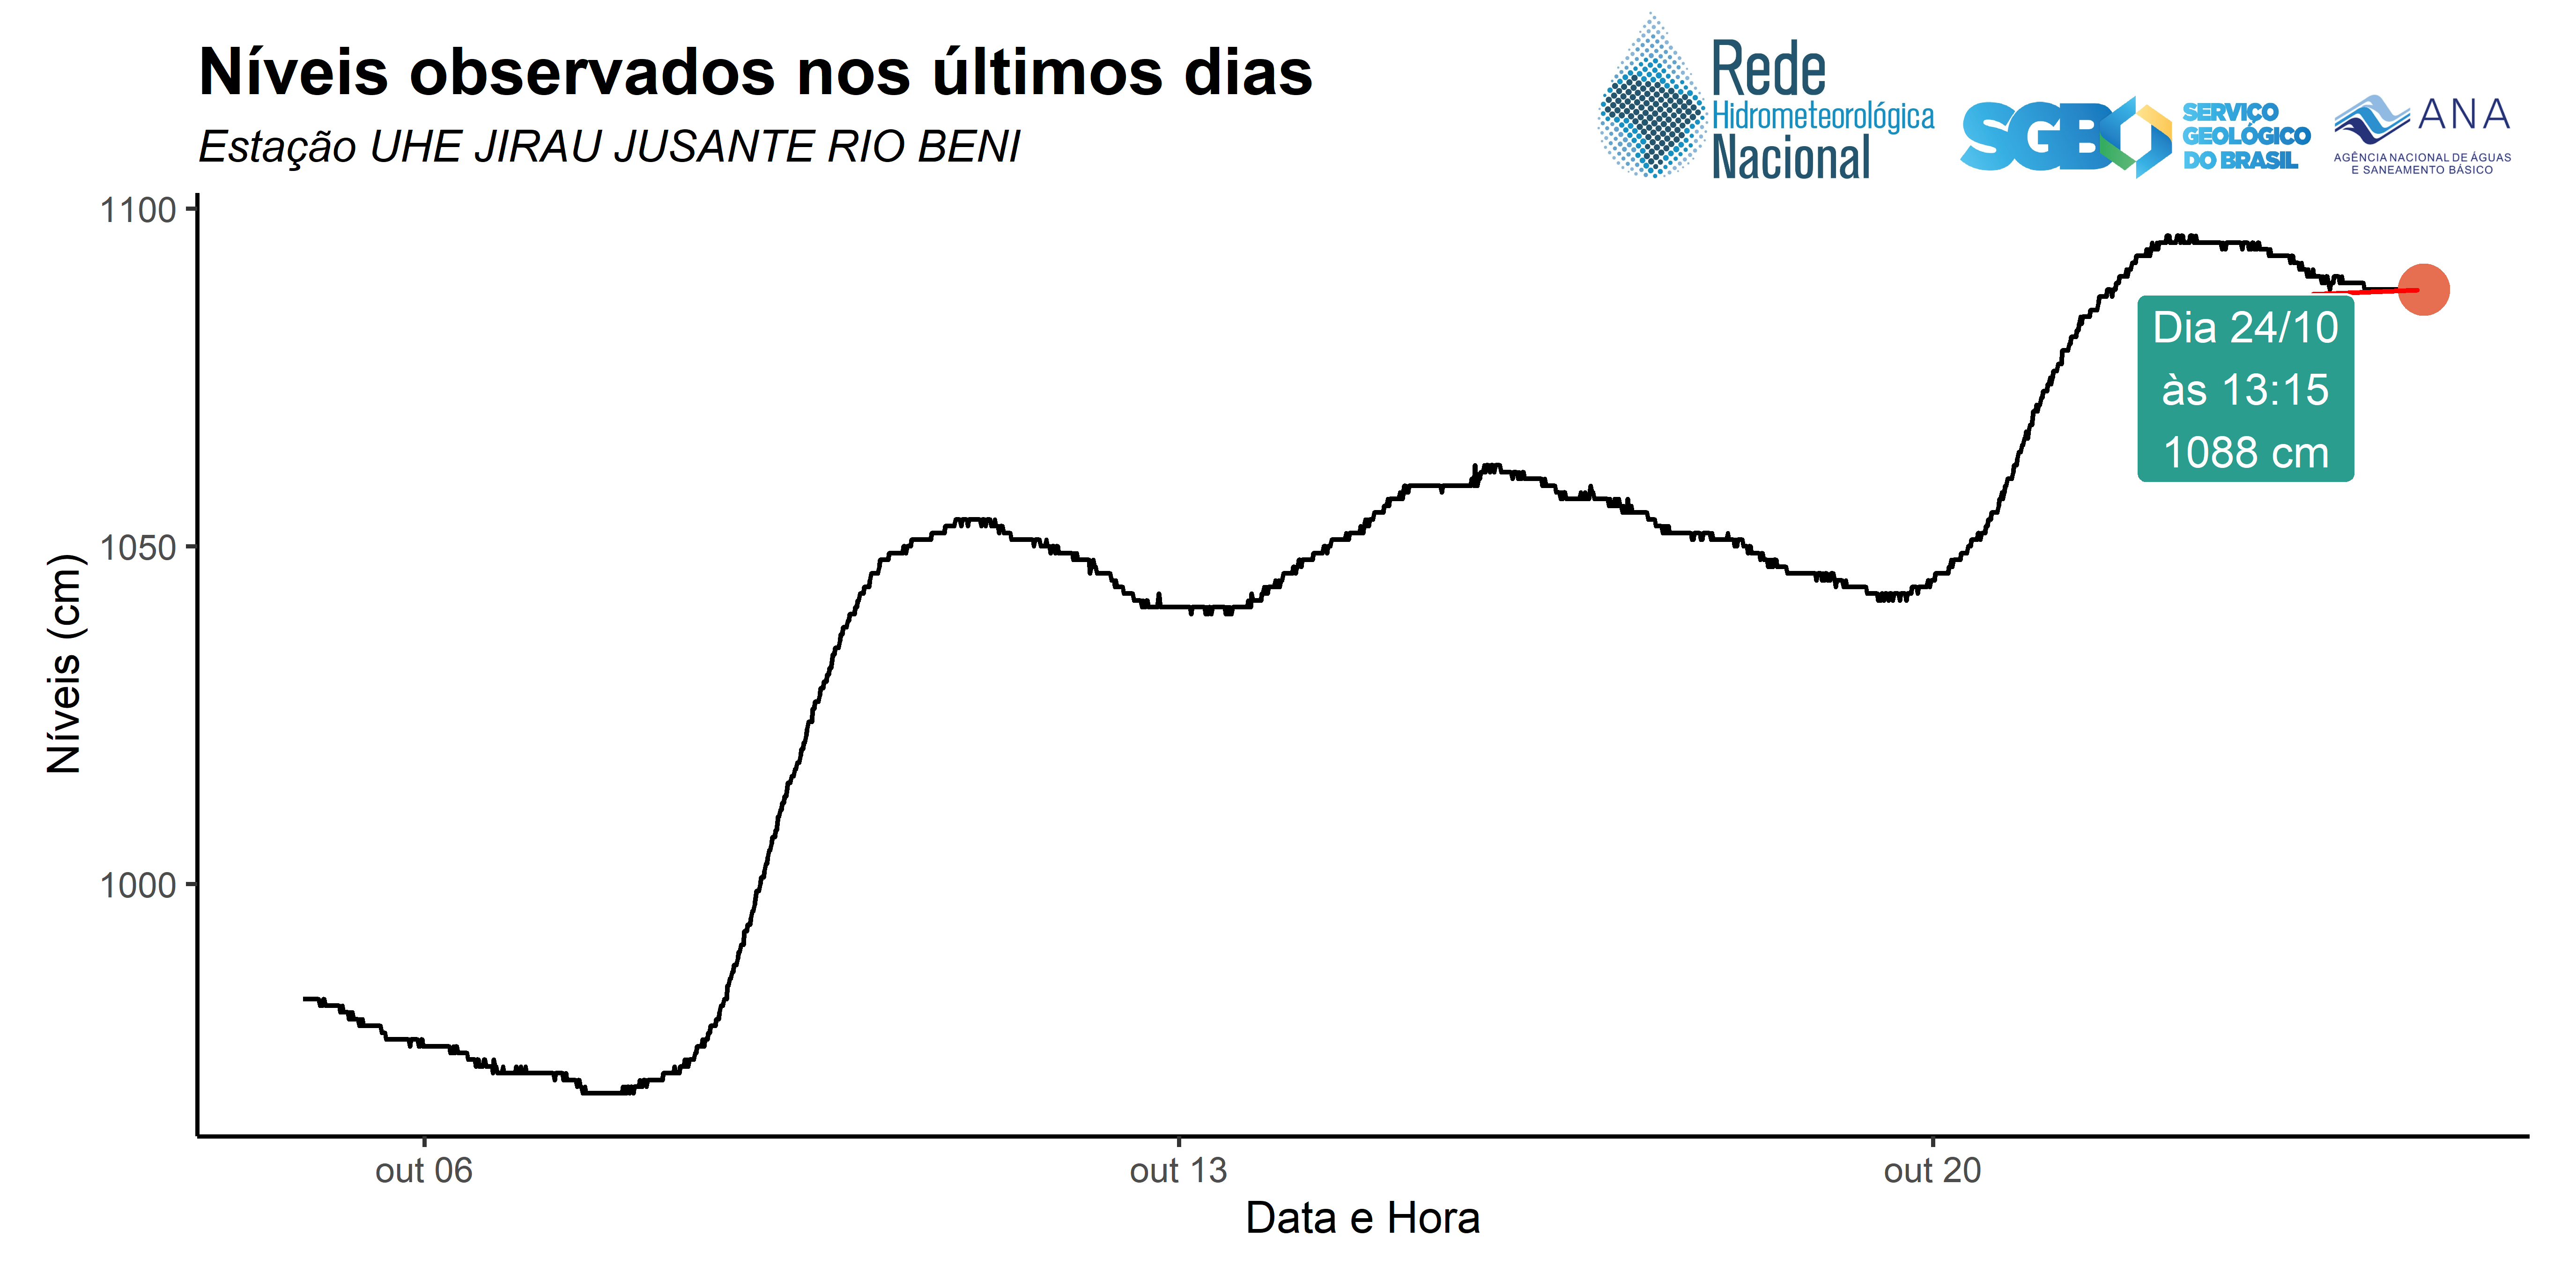 Níveis observados nos últimos dias
Estação UHE JIRAU JUSANTE RIO BENI
Rede
Hidrometeorológica
Nacional
SGB
SERVIÇO
GEOLÓGICO
DO BRASIL
ANA
AGÊNCIA NACIONAL DE ÁGUAS
E SANEAMENTO BÁSICO
Níveis (cm)
1100
1050
1000
Dia 24/10
às 13:15
1088 cm
out 06
out 13
out 20
Data e Hora